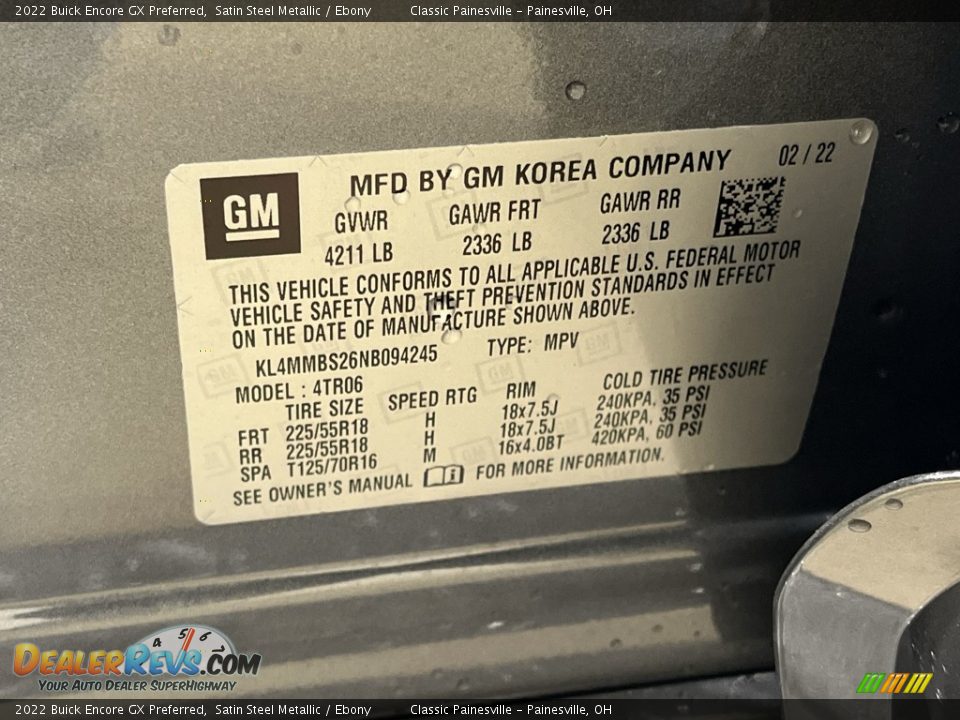 2022 Buick Encore GX Preferred, Satin Steel Metallic / Ebony Classic Painesville - Painesville, OH
GM
MFD BY GM KOREA COMPANY 02 / 22
GVWR GAWR FRT GAWR RR
4211 LB 2336 LB 2336 LB
THIS VEHICLE CONFORMS TO ALL APPLICABLE U.S. FEDERAL MOTOR
VEHICLE SAFETY AND THEFT PREVENTION STANDARDS IN EFFECT
ON THE DATE OF MANUFACTURE SHOWN ABOVE.
KL4MMBS26NB094245 TYPE: MPV
MODEL : 4TR06
TIRE SIZE SPEED RTG RIM COLD TIRE PRESSURE
FRT 225/55R18 H 18x7.5J 240KPA, 35 PSI
RR 225/55R18 H 18x7.5J 240KPA, 35 PSI
SPA T125/70R16 M 16x4.0BT 420KPA, 60 PSI
SEE OWNER'S MANUAL i FOR MORE INFORMATION.
4 5 6
DEALERREVS.COM
YOUR AUTO DEALER SUPERHIGHWAY
2022 Buick Encore GX Preferred, Satin Steel Metallic / Ebony Classic Painesville - Painesville, OH